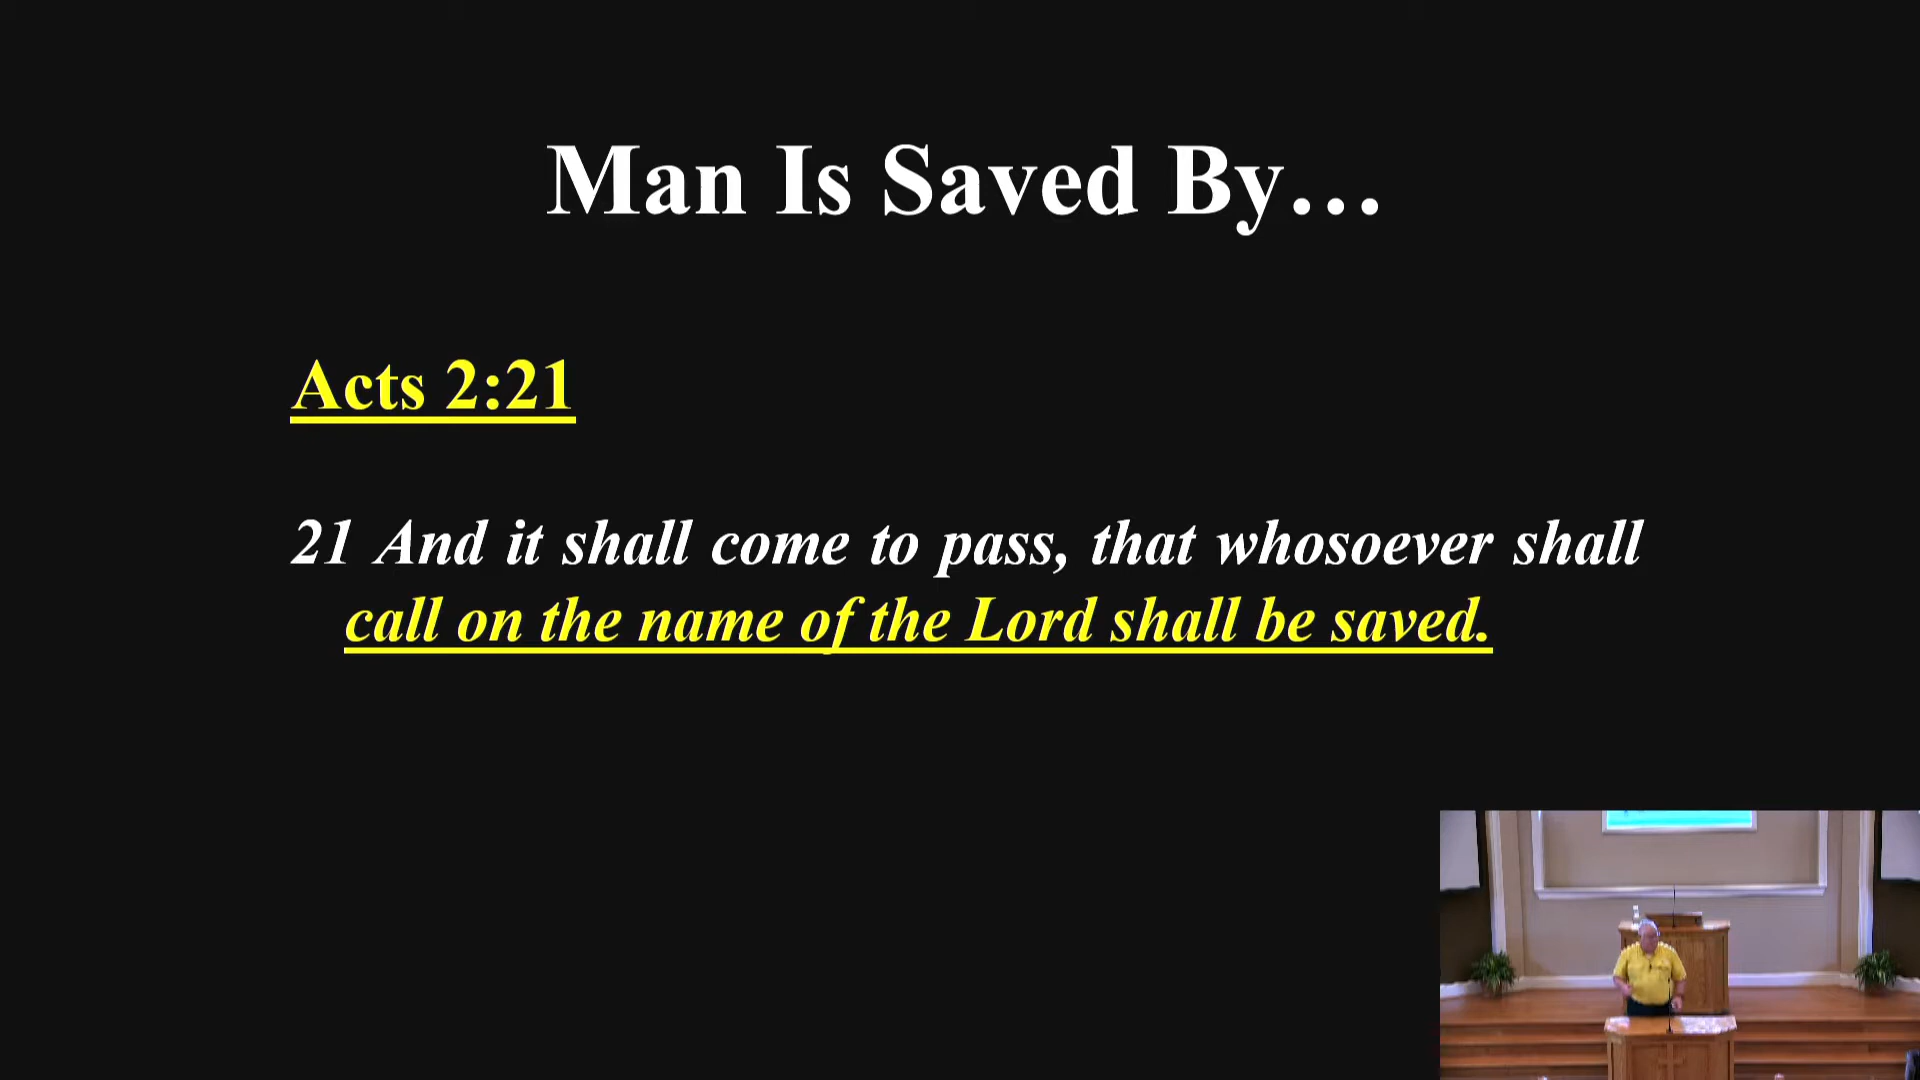 Man Is Saved By…
Acts 2:21
21 And it shall come to pass, that whosoever shall
call on the name of the Lord shall be saved.